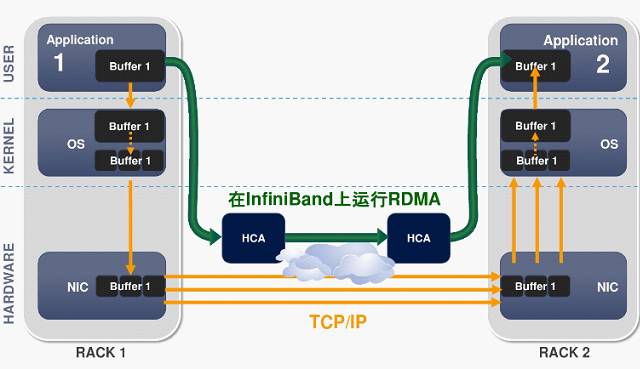 USER
KERNEL
HARDWARE
Application
1
Buffer 1
OS
Buffer 1
Buffer 1
NIC
Buffer 1
RACK 1
在InfiniBand上运行RDMA
HCA
HCA
TCP/IP
Application
2
Buffer 1
Buffer 1
OS
Buffer 1
Buffer 1
NIC
RACK 2